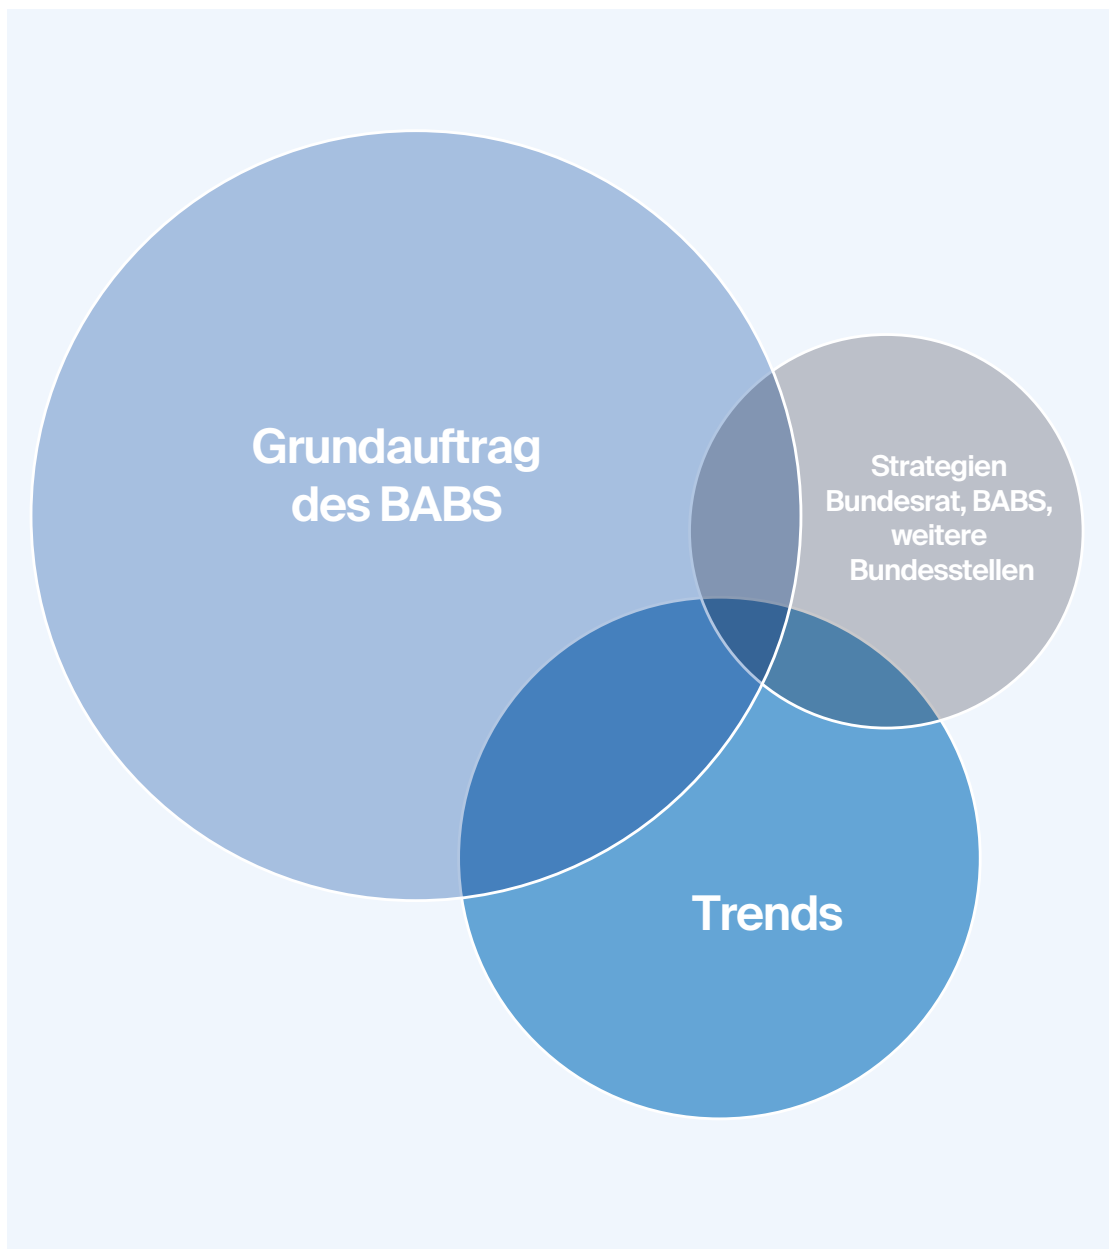 Grundauftrag
des BABS
Strategien
Bundesrat, BABS,
weitere
Bundesstellen
Trends